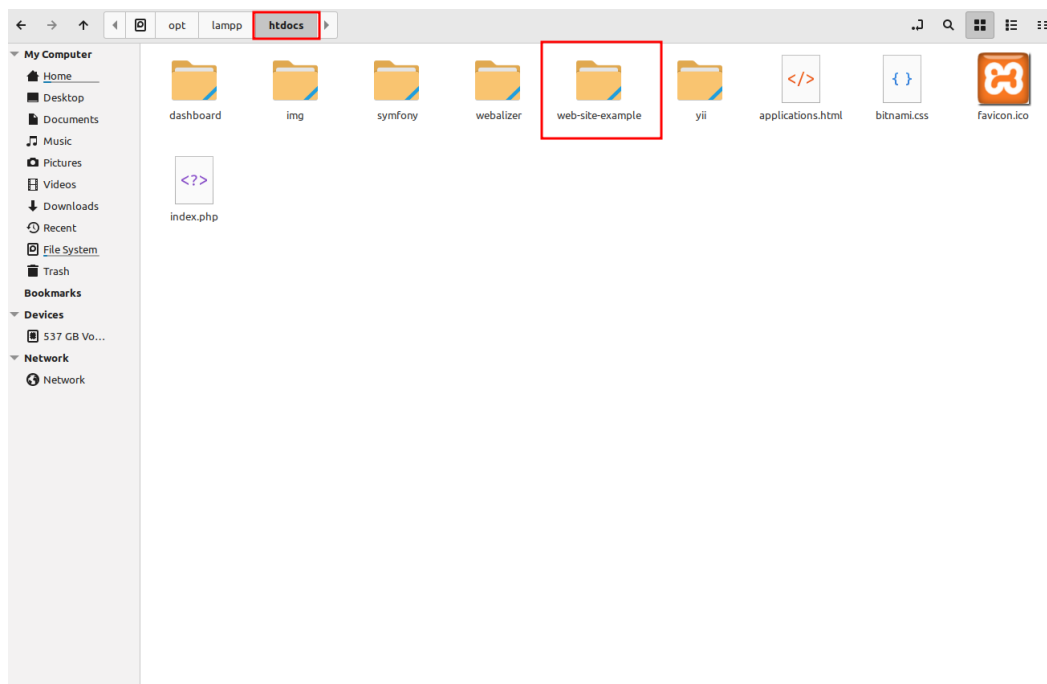 opt lampp htdocs
My Computer
Home
Desktop
Documents
Music
Pictures
Videos
Downloads
Recent
File System
Trash
Bookmarks
Devices
537 GB Vo...
Network
Network
dashboard img symfony webalizer web-site-example yii applications.html bitnami.css favicon.ico
</> { }
<?>
index.php